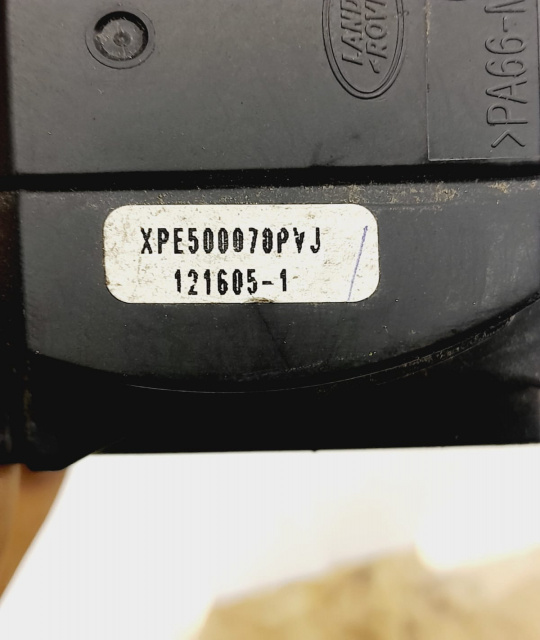 LAND
ROVER
>PA66-
XPE500070PVJ
121605-1